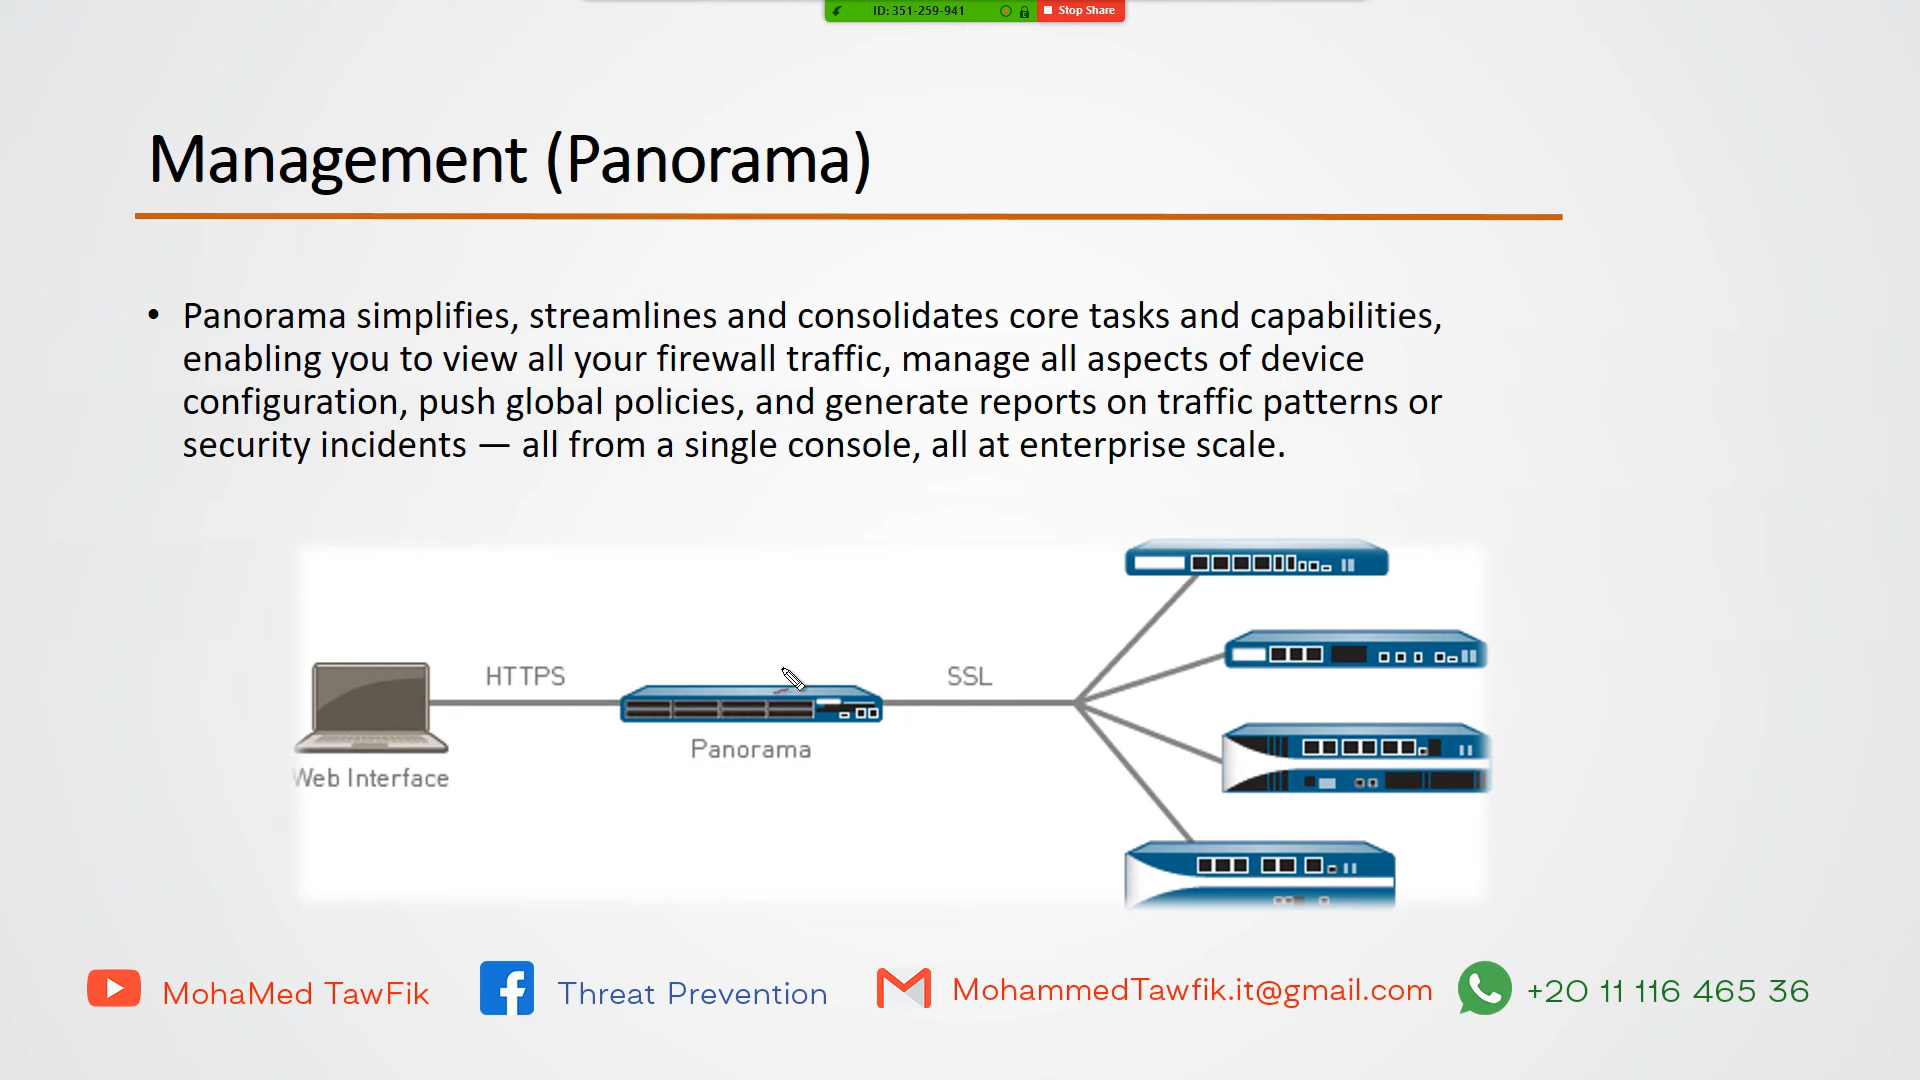 ID: 351-259-941
Stop Share
Management (Panorama)
• Panorama simplifies, streamlines and consolidates core tasks and capabilities,
enabling you to view all your firewall traffic, manage all aspects of device
configuration, push global policies, and generate reports on traffic patterns or
security incidents — all from a single console, all at enterprise scale.
HTTPS
SSL
Panorama
Web Interface
MohaMed TawFik
Threat Prevention
MohammedTawfik.it@gmail.com
+20 11 116 465 36